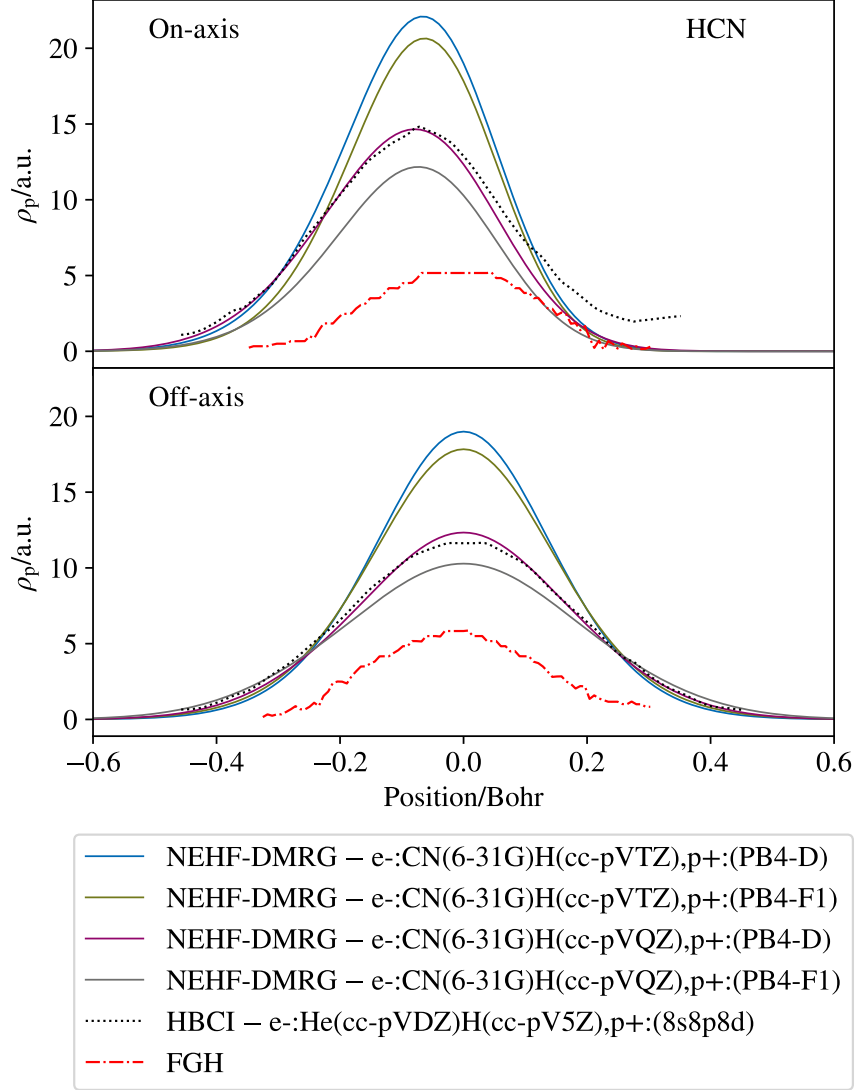 On-axis
HCN
20
15
10
5
0
ρp/a.u.
Off-axis
20
15
10
5
0
ρp/a.u.
−0.6 −0.4 −0.2 0.0 0.2 0.4 0.6
Position/Bohr
NEHF-DMRG − e-:CN(6-31G)H(cc-pVTZ),p+:(PB4-D)
NEHF-DMRG − e-:CN(6-31G)H(cc-pVTZ),p+:(PB4-F1)
NEHF-DMRG − e-:CN(6-31G)H(cc-pVQZ),p+:(PB4-D)
NEHF-DMRG − e-:CN(6-31G)H(cc-pVQZ),p+:(PB4-F1)
HBCI − e-:He(cc-pVDZ)H(cc-pV5Z),p+:(8s8p8d)
FGH